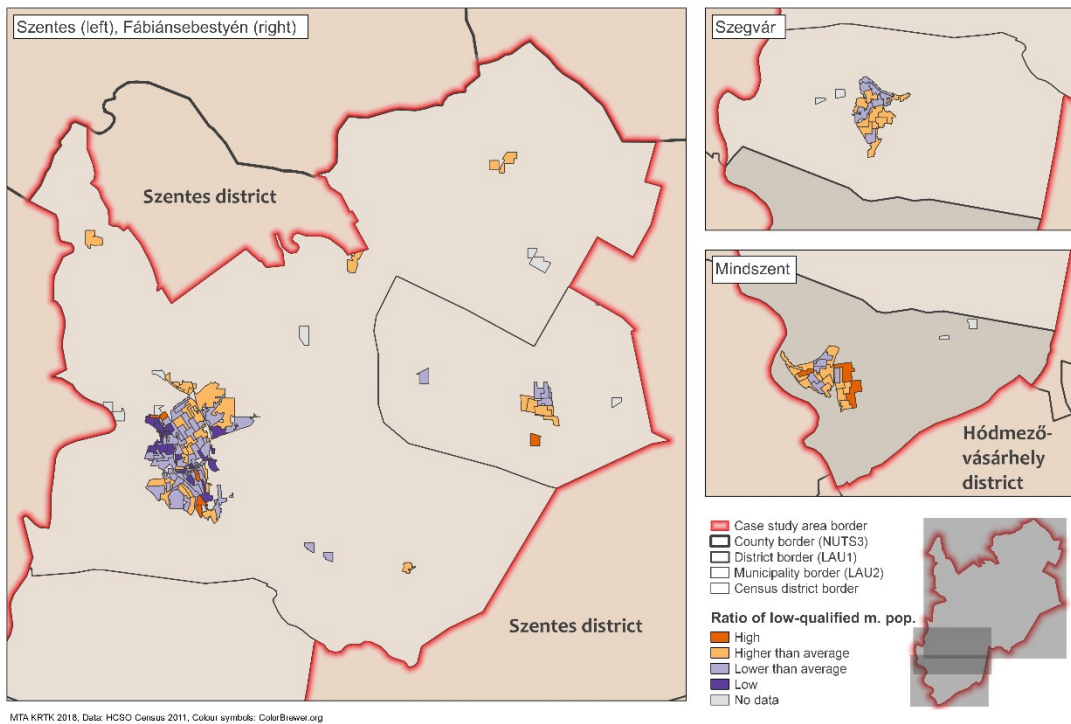 Szentes (left), Fábiánsebestyén (right)
Szentes district
Szentes district
Szegvár
Mindszent
Hódmező-
vásárhely
district
Case study area border
County border (NUTS3)
District border (LAU1)
Municipality border (LAU2)
Census district border
Ratio of low-qualified m. pop.
High
Higher than average
Lower than average
Low
No data
MTA KRTK 2018, Data: HCSO Census 2011, Colour symbols: ColorBrewer.org